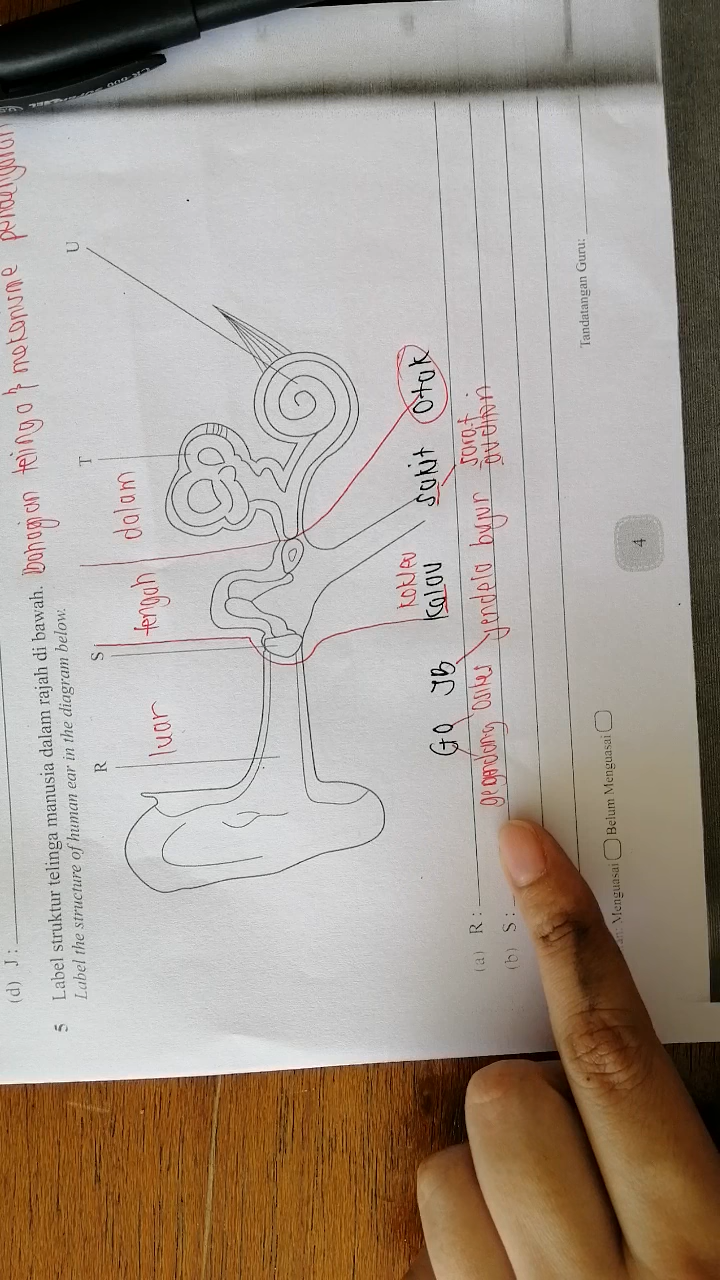 (d) J :
bahagian telinga & mekanisme pendengaran
5 Label struktur telinga manusia dalam rajah di bawah.
Label the structure of human ear in the diagram below.
R
S
T
U
luar
tengah
dalam
koklea
GO JB kalau sakit otak
gegendang osikel jendela bujur saraf
auditori
(a) R :
(b) S :
Menguasai Belum Menguasai
Tandatangan Guru:
4